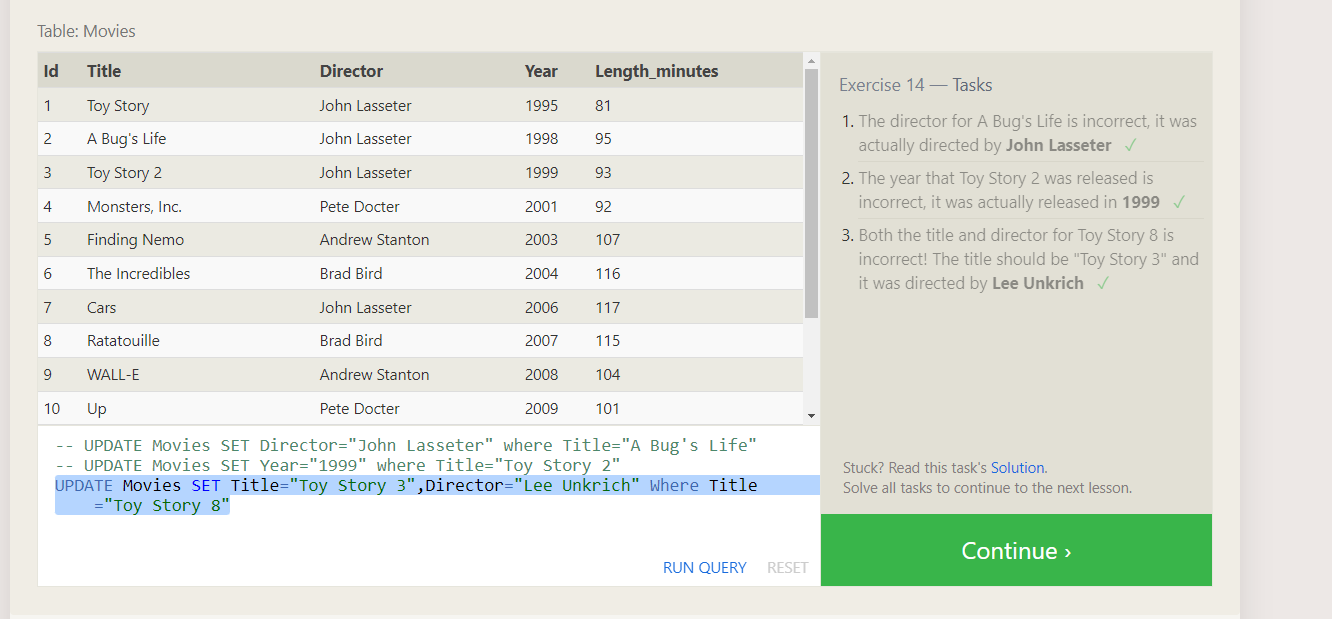 Table: Movies
Id Title Director Year Length_minutes
1 Toy Story John Lasseter 1995 81
2 A Bug's Life John Lasseter 1998 95
3 Toy Story 2 John Lasseter 1999 93
4 Monsters, Inc. Pete Docter 2001 92
5 Finding Nemo Andrew Stanton 2003 107
6 The Incredibles Brad Bird 2004 116
7 Cars John Lasseter 2006 117
8 Ratatouille Brad Bird 2007 115
9 WALL-E Andrew Stanton 2008 104
10 Up Pete Docter 2009 101
-- UPDATE Movies SET Director="John Lasseter" where Title="A Bug's Life"
-- UPDATE Movies SET Year="1999" where Title="Toy Story 2"
UPDATE Movies SET Title="Toy Story 3",Director="Lee Unkrich" Where Title
="Toy Story 8"
RUN QUERY RESET
Exercise 14 — Tasks
1. The director for A Bug's Life is incorrect, it was
actually directed by John Lasseter ✓
2. The year that Toy Story 2 was released is
incorrect, it was actually released in 1999 ✓
3. Both the title and director for Toy Story 8 is
incorrect! The title should be "Toy Story 3" and
it was directed by Lee Unkrich ✓
Stuck? Read this task's Solution.
Solve all tasks to continue to the next lesson.
Continue ›